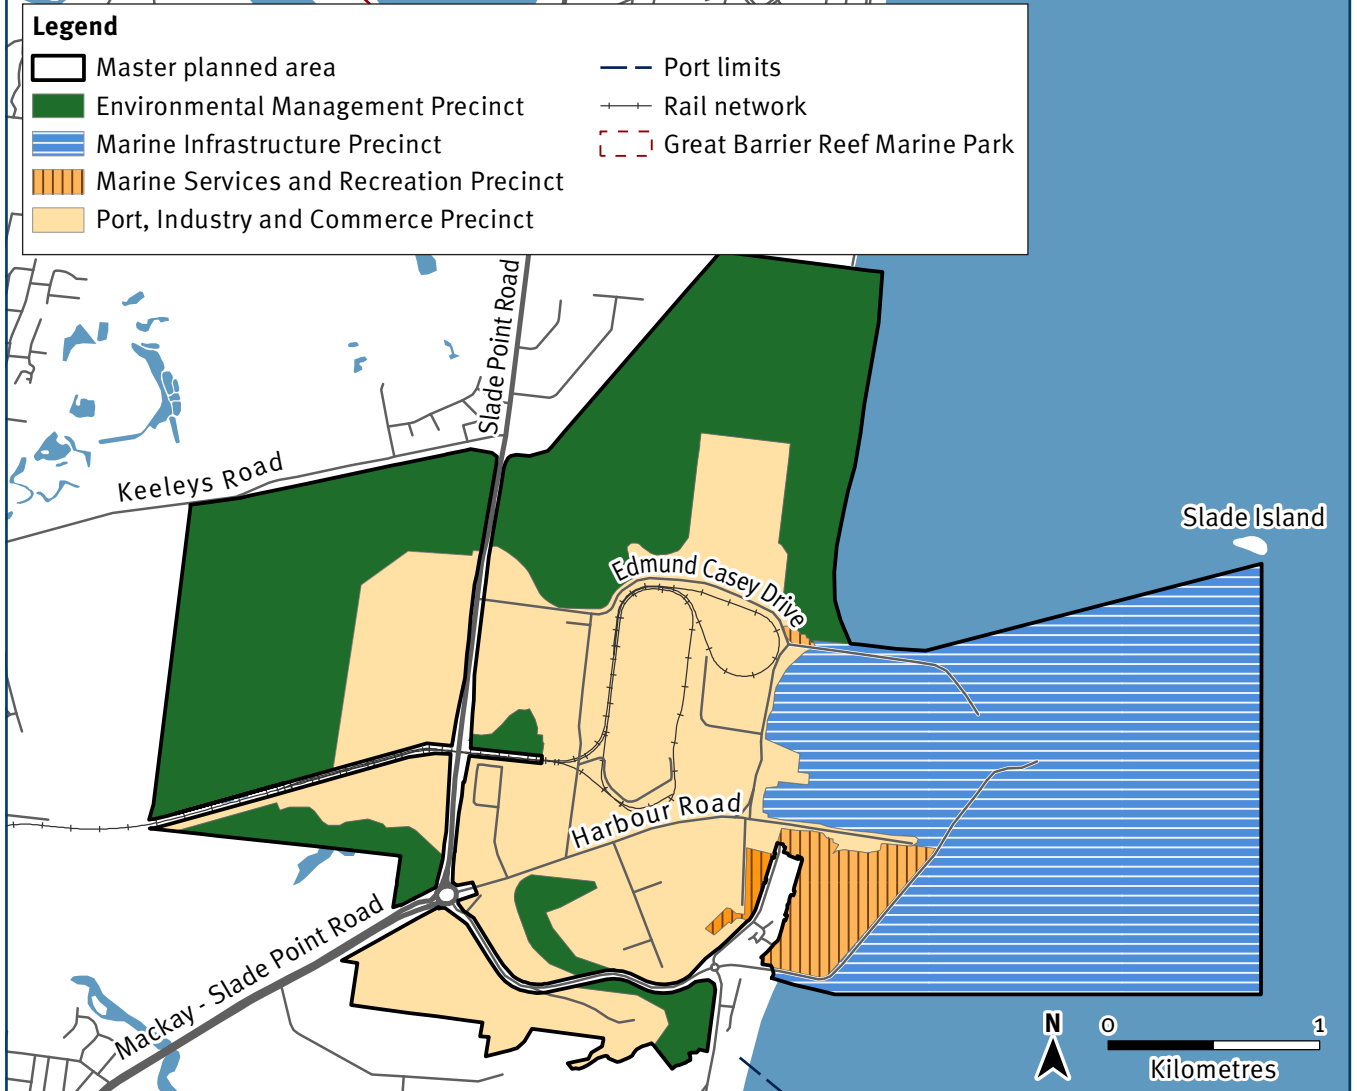 Legend
Master planned area
Environmental Management Precinct
Marine Infrastructure Precinct
Marine Services and Recreation Precinct
Port, Industry and Commerce Precinct
Port limits
Rail network
Great Barrier Reef Marine Park
Slade Point Road
Keeleys Road
Slade Island
Edmund Casey Drive
Harbour Road
Mackay - Slade Point Road
N
0 1
Kilometres